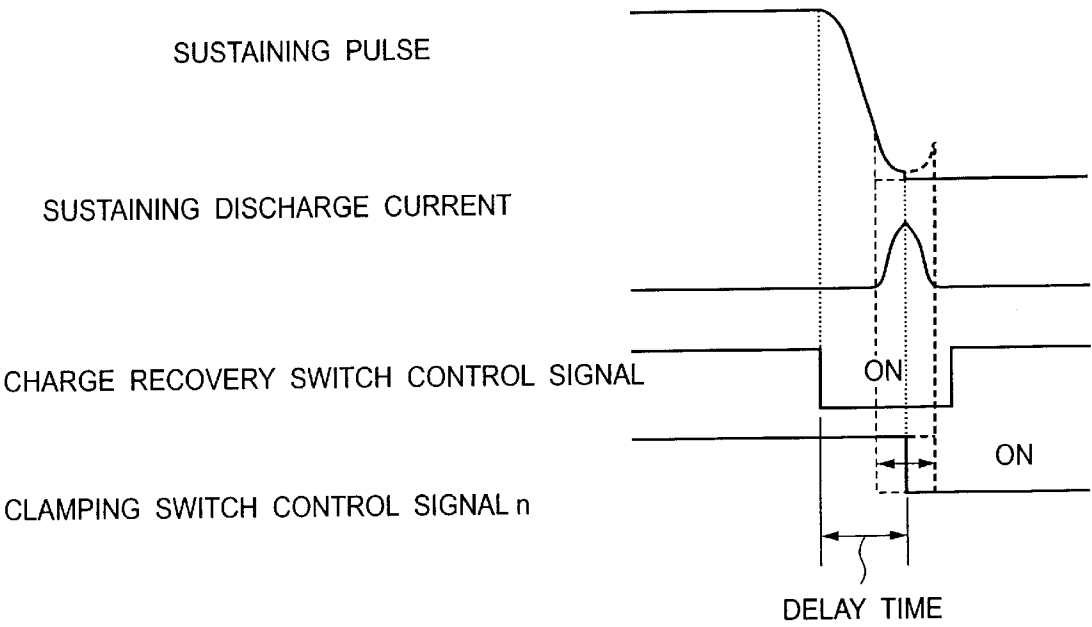 SUSTAINING PULSE
SUSTAINING DISCHARGE CURRENT
CHARGE RECOVERY SWITCH CONTROL SIGNAL
ON
ON
CLAMPING SWITCH CONTROL SIGNAL n
DELAY TIME